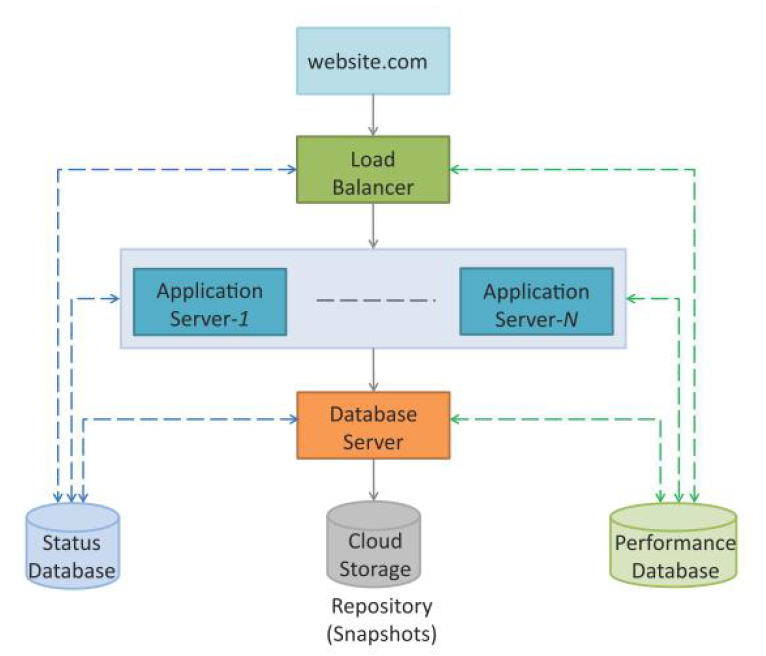 website.com
Load
Balancer
Application
Server-1
Application
Server-N
Database
Server
Status
Database
Cloud
Storage
Performance
Database
Repository
(Snapshots)